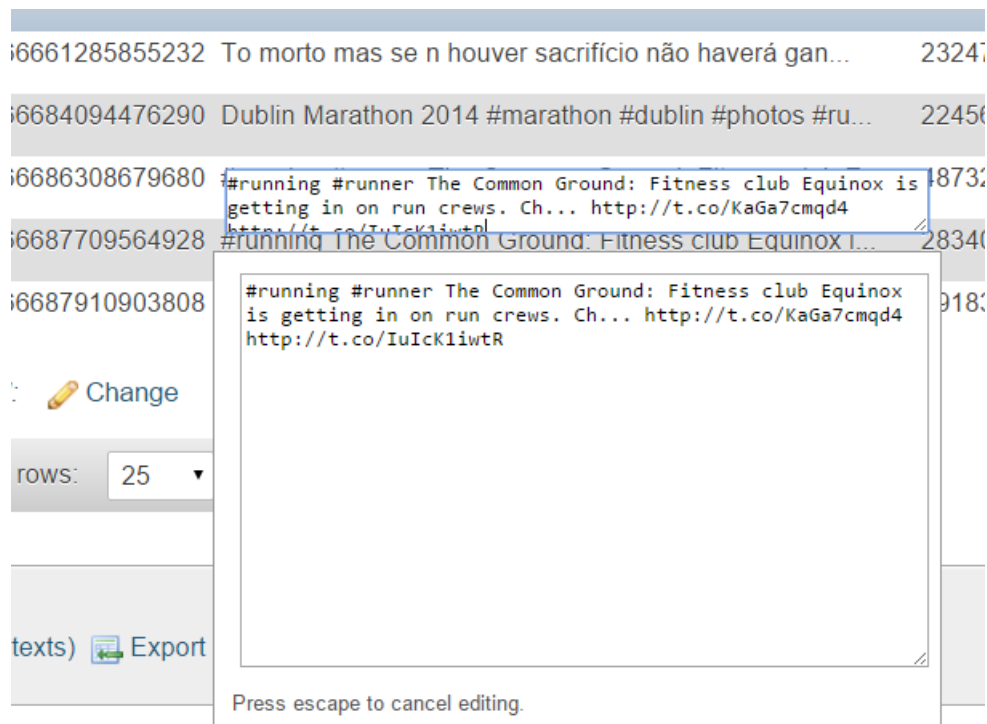 66661285855232 To morto mas se n houver sacrifício não haverá gan... 23247
66684094476290 Dublin Marathon 2014 #marathon #dublin #photos #ru... 22456
66686308679680 4873
#running #runner The Common Ground: Fitness club Equinox is
getting in on run crews. Ch... http://t.co/KaGa7cmqd4
http://t.co/IuIcK1iwtR
66687709564928 #running The Common Ground: Fitness club Equinox i... 28340
66687910903808 9183
#running #runner The Common Ground: Fitness club Equinox
is getting in on run crews. Ch... http://t.co/KaGa7cmqd4
http://t.co/IuIcK1iwtR
: Change
rows: 25
texts) Export
Press escape to cancel editing.